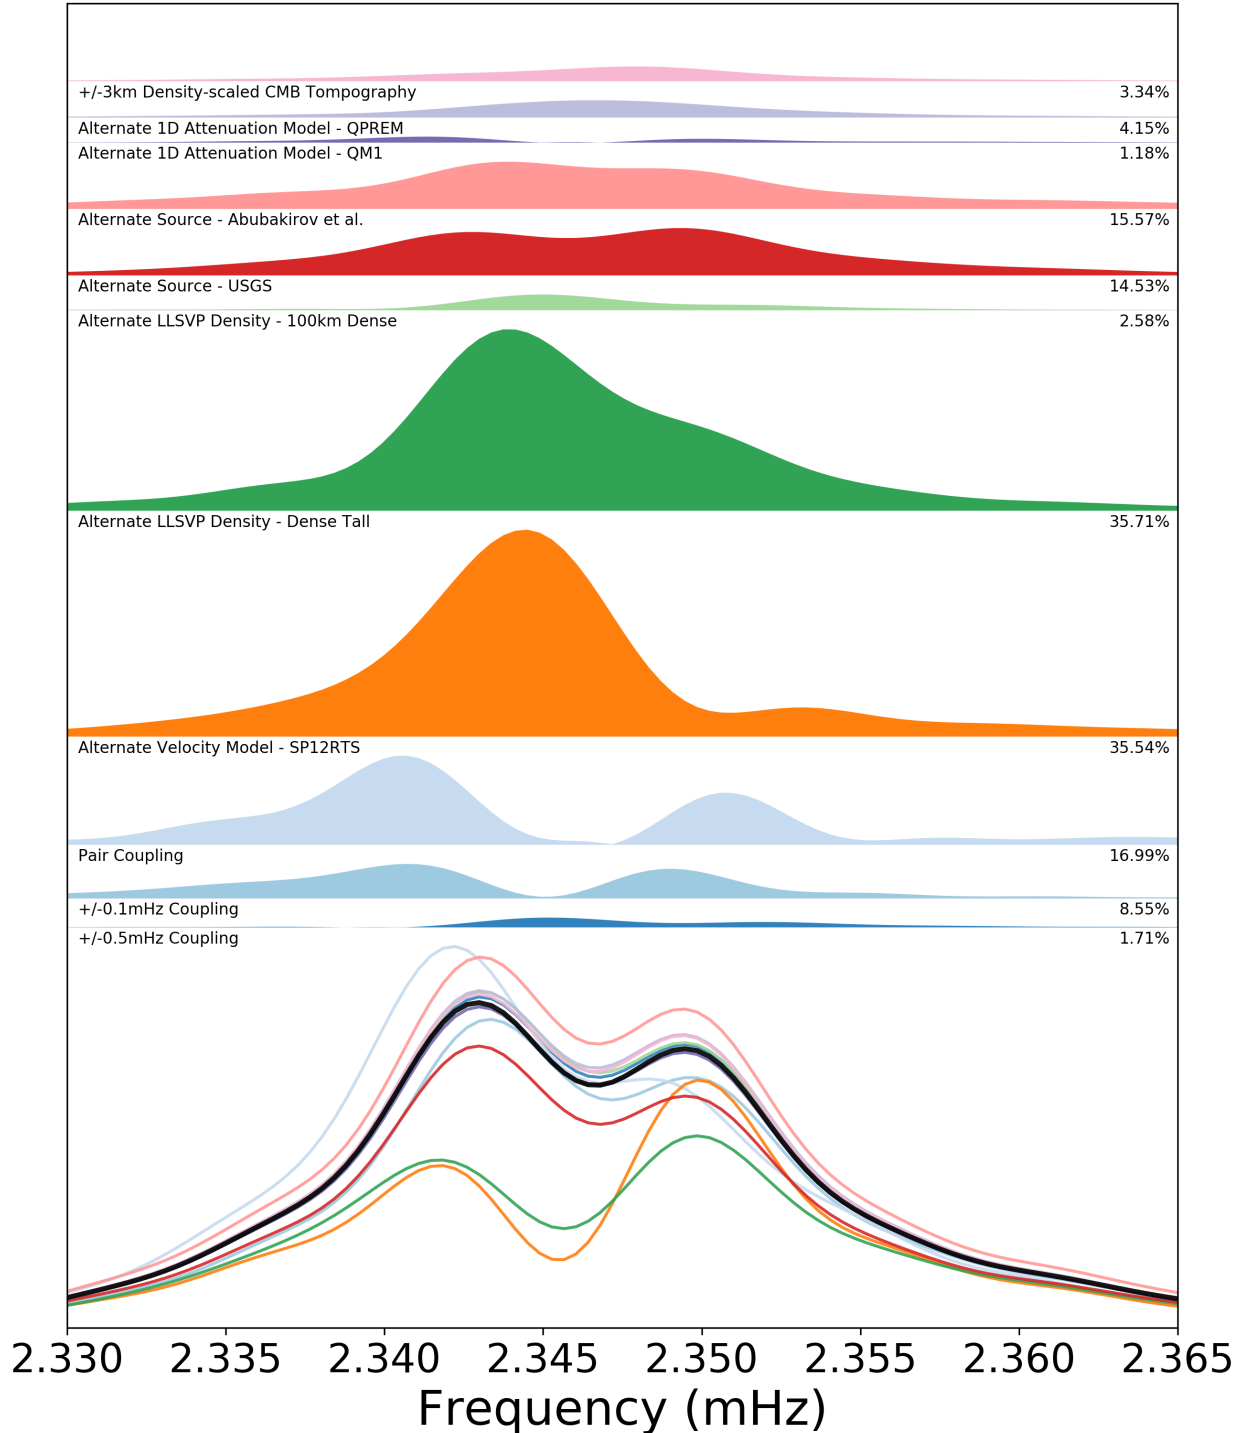 +/-3km Density-scaled CMB Tompography 3.34%
Alternate 1D Attenuation Model - QPREM 4.15%
Alternate 1D Attenuation Model - QM1 1.18%
Alternate Source - Abubakirov et al. 15.57%
Alternate Source - USGS 14.53%
Alternate LLSVP Density - 100km Dense 2.58%
Alternate LLSVP Density - Dense Tall 35.71%
Alternate Velocity Model - SP12RTS 35.54%
Pair Coupling 16.99%
+/-0.1mHz Coupling 8.55%
+/-0.5mHz Coupling 1.71%
2.330 2.335 2.340 2.345 2.350 2.355 2.360 2.365
Frequency (mHz)